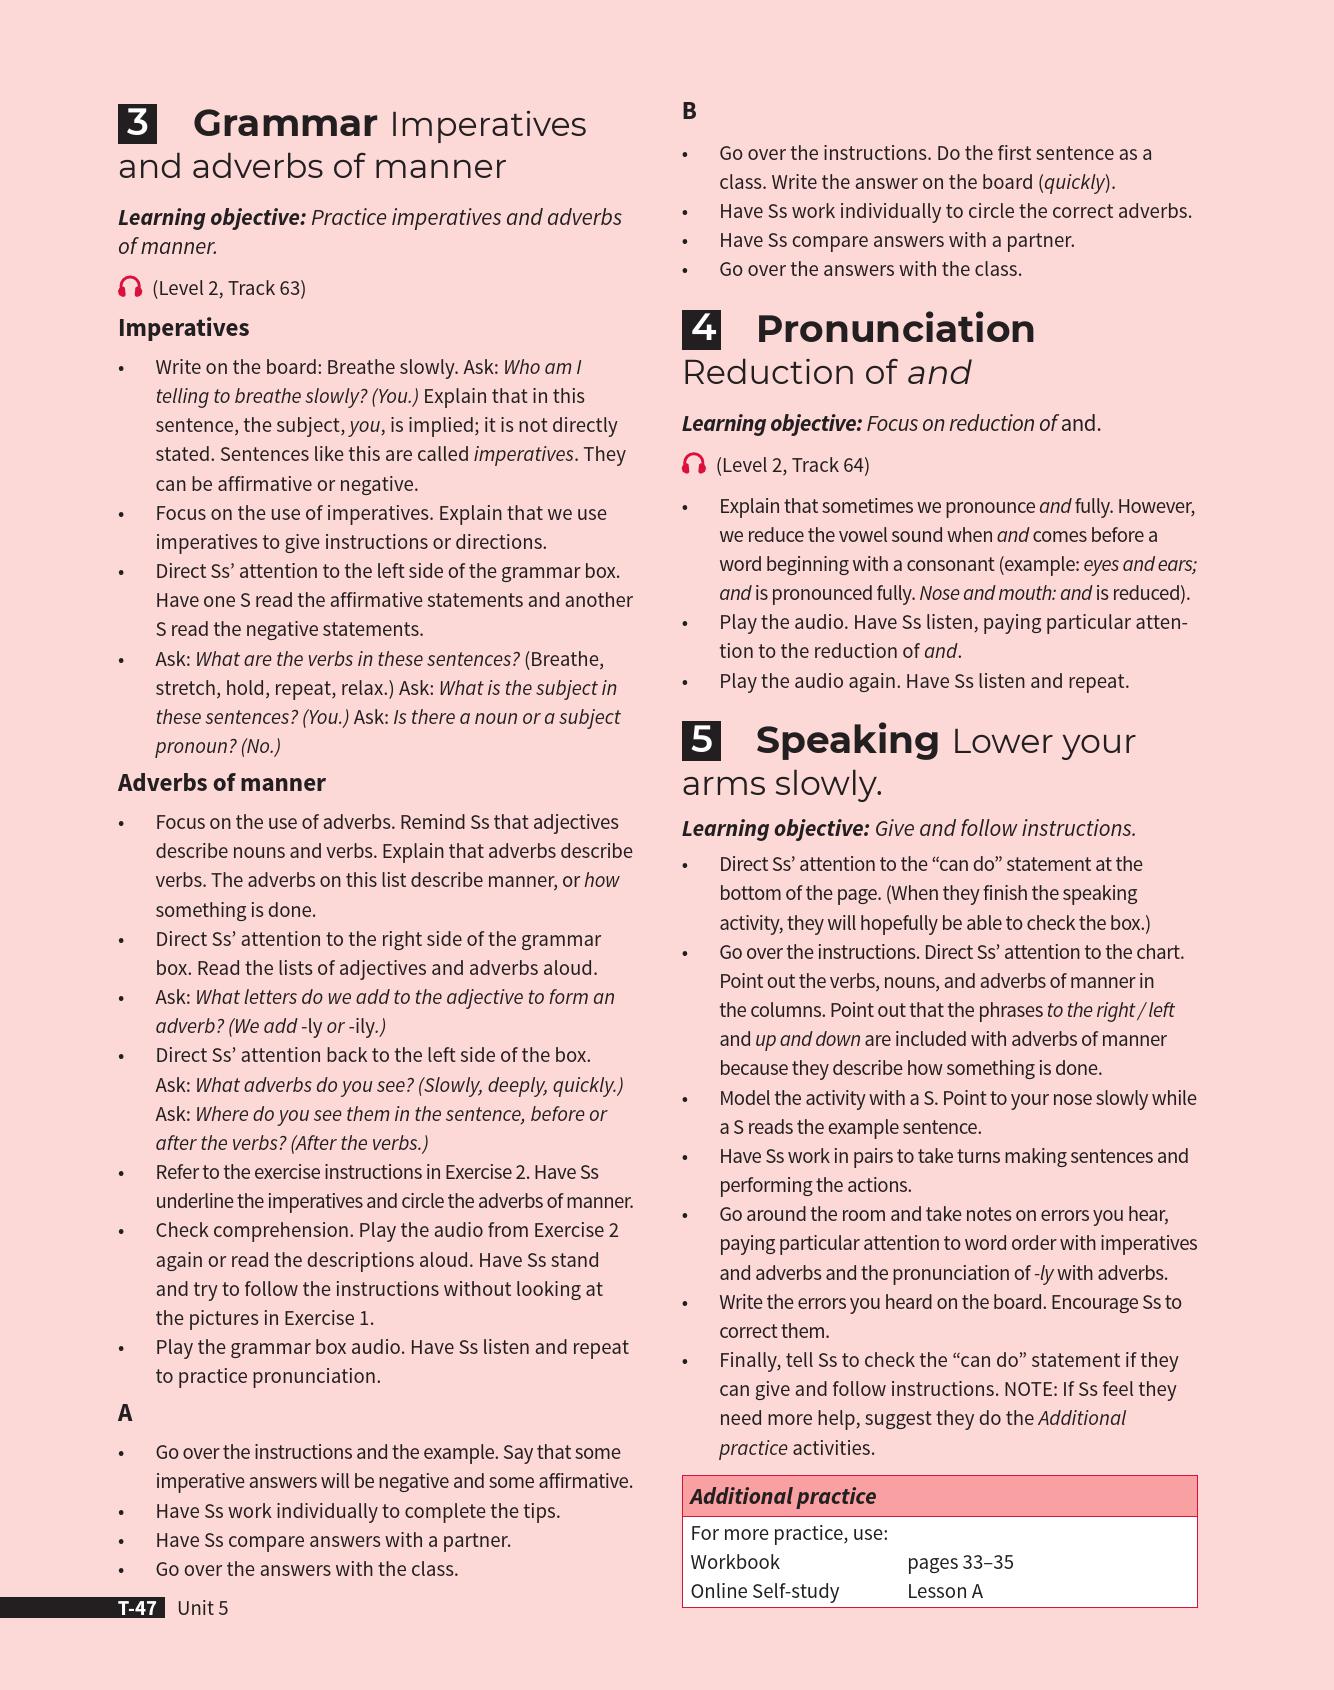 3 Grammar Imperatives
and adverbs of manner
Learning objective: Practice imperatives and adverbs
of manner.
(Level 2, Track 63)
Imperatives
• Write on the board: Breathe slowly. Ask: Who am I
telling to breathe slowly? (You.) Explain that in this
sentence, the subject, you, is implied; it is not directly
stated. Sentences like this are called imperatives. They
can be affirmative or negative.
• Focus on the use of imperatives. Explain that we use
imperatives to give instructions or directions.
• Direct Ss’ attention to the left side of the grammar box.
Have one S read the affirmative statements and another
S read the negative statements.
• Ask: What are the verbs in these sentences? (Breathe,
stretch, hold, repeat, relax.) Ask: What is the subject in
these sentences? (You.) Ask: Is there a noun or a subject
pronoun? (No.)
Adverbs of manner
• Focus on the use of adverbs. Remind Ss that adjectives
describe nouns and verbs. Explain that adverbs describe
verbs. The adverbs on this list describe manner, or how
something is done.
• Direct Ss’ attention to the right side of the grammar
box. Read the lists of adjectives and adverbs aloud.
• Ask: What letters do we add to the adjective to form an
adverb? (We add -ly or -ily.)
• Direct Ss’ attention back to the left side of the box.
Ask: What adverbs do you see? (Slowly, deeply, quickly.)
Ask: Where do you see them in the sentence, before or
after the verbs? (After the verbs.)
• Refer to the exercise instructions in Exercise 2. Have Ss
underline the imperatives and circle the adverbs of manner.
• Check comprehension. Play the audio from Exercise 2
again or read the descriptions aloud. Have Ss stand
and try to follow the instructions without looking at
the pictures in Exercise 1.
• Play the grammar box audio. Have Ss listen and repeat
to practice pronunciation.
A
• Go over the instructions and the example. Say that some
imperative answers will be negative and some affirmative.
• Have Ss work individually to complete the tips.
• Have Ss compare answers with a partner.
• Go over the answers with the class.
B
• Go over the instructions. Do the first sentence as a
class. Write the answer on the board (quickly).
• Have Ss work individually to circle the correct adverbs.
• Have Ss compare answers with a partner.
• Go over the answers with the class.
4 Pronunciation
Reduction of and
Learning objective: Focus on reduction of and.
(Level 2, Track 64)
• Explain that sometimes we pronounce and fully. However,
we reduce the vowel sound when and comes before a
word beginning with a consonant (example: eyes and ears;
and is pronounced fully. Nose and mouth: and is reduced).
• Play the audio. Have Ss listen, paying particular atten-
tion to the reduction of and.
• Play the audio again. Have Ss listen and repeat.
5 Speaking Lower your
arms slowly.
Learning objective: Give and follow instructions.
• Direct Ss’ attention to the “can do” statement at the
bottom of the page. (When they finish the speaking
activity, they will hopefully be able to check the box.)
• Go over the instructions. Direct Ss’ attention to the chart.
Point out the verbs, nouns, and adverbs of manner in
the columns. Point out that the phrases to the right / left
and up and down are included with adverbs of manner
because they describe how something is done.
• Model the activity with a S. Point to your nose slowly while
a S reads the example sentence.
• Have Ss work in pairs to take turns making sentences and
performing the actions.
• Go around the room and take notes on errors you hear,
paying particular attention to word order with imperatives
and adverbs and the pronunciation of -ly with adverbs.
• Write the errors you heard on the board. Encourage Ss to
correct them.
• Finally, tell Ss to check the “can do” statement if they
can give and follow instructions. NOTE: If Ss feel they
need more help, suggest they do the Additional
practice activities.
Additional practice
For more practice, use:
Workbook pages 33–35
Online Self-study Lesson A
T-47 Unit 5